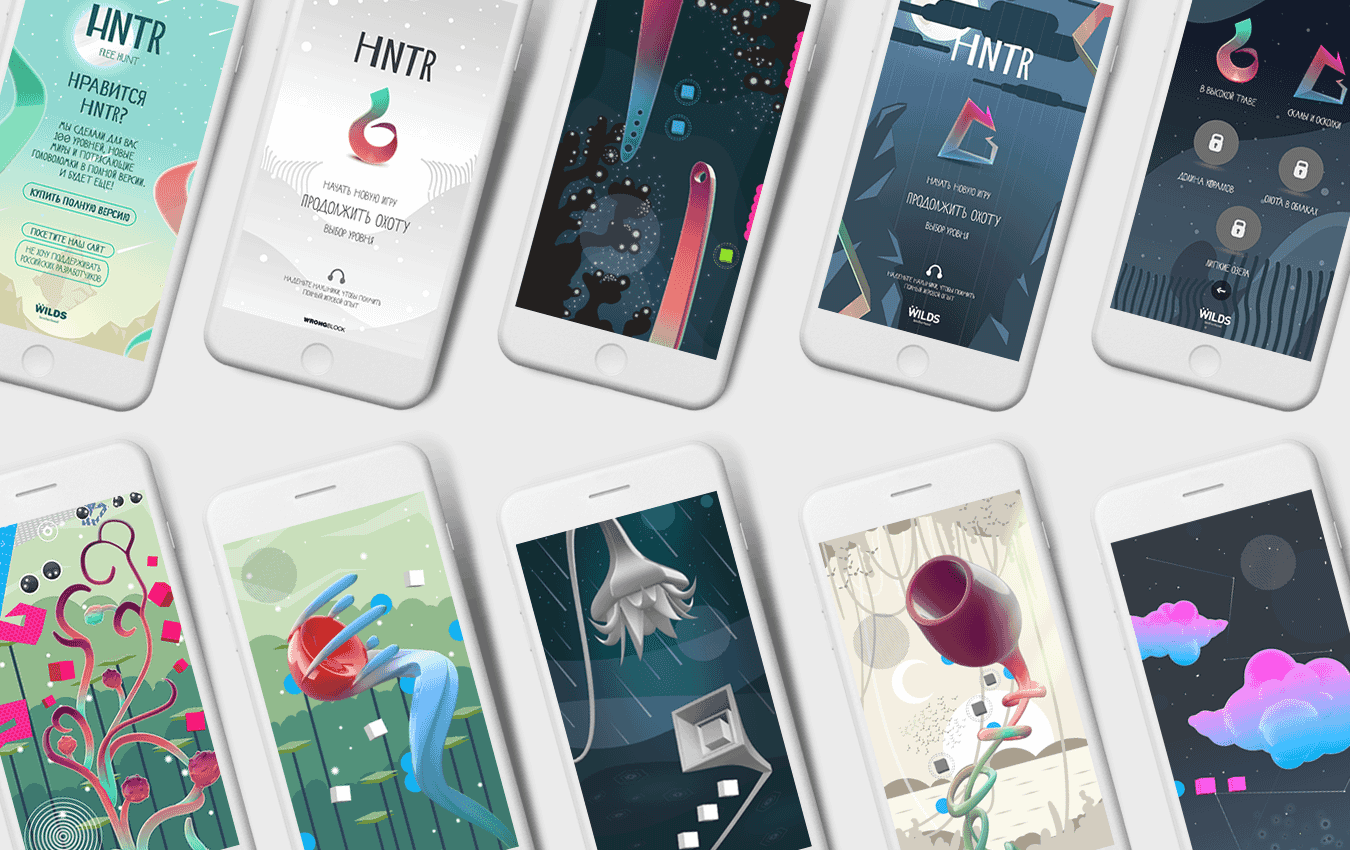 HNTR
FREE HUNT
НРАВИТСЯ
HNTR?
МЫ СДЕЛАЛИ ДЛЯ ВАС
100 УРОВНЕЙ, НОВЫЕ
МИРЫ И ПОТРЯСАЮЩИЕ
ГОЛОВОЛОМКИ В ПОЛНОЙ ВЕРСИИ.
И БУДЕТ ЕЩЕ!
КУПИТЬ ПОЛНУЮ ВЕРСИЮ
ПОСЕТИТЕ НАШ САЙТ
НЕ ХОЧУ ПОДДЕРЖИВАТЬ
РОССИЙСКИХ РАЗРАБОТЧИКОВ
WILDS
HNTR
НАЧАТЬ НОВУЮ ИГРУ
ПРОДОЛЖИТЬ ОХОТУ
ВЫБОР УРОВНЯ
НАДЕНЬТЕ НАУШНИКИ, ЧТОБЫ ПОЛУЧИТЬ
ПОЛНЫЙ ИГРОВОЙ ОПЫТ
WRONGBLOCK
HNTR
НАЧАТЬ НОВУЮ ИГРУ
ПРОДОЛЖИТЬ ОХОТУ
ВЫБОР УРОВНЯ
НАДЕНЬТЕ НАУШНИКИ, ЧТОБЫ ПОЛУЧИТЬ
ПОЛНЫЙ ИГРОВОЙ ОПЫТ
WILDS
В ВЫСОКОЙ ТРАВЕ
СКАЛЫ И ОСКОЛКИ
ДОЛИНА КОРАЛЛОВ
ОХОТА В ОБЛАКАХ
ЛИПКИЕ ОЗЕРА
WILDS